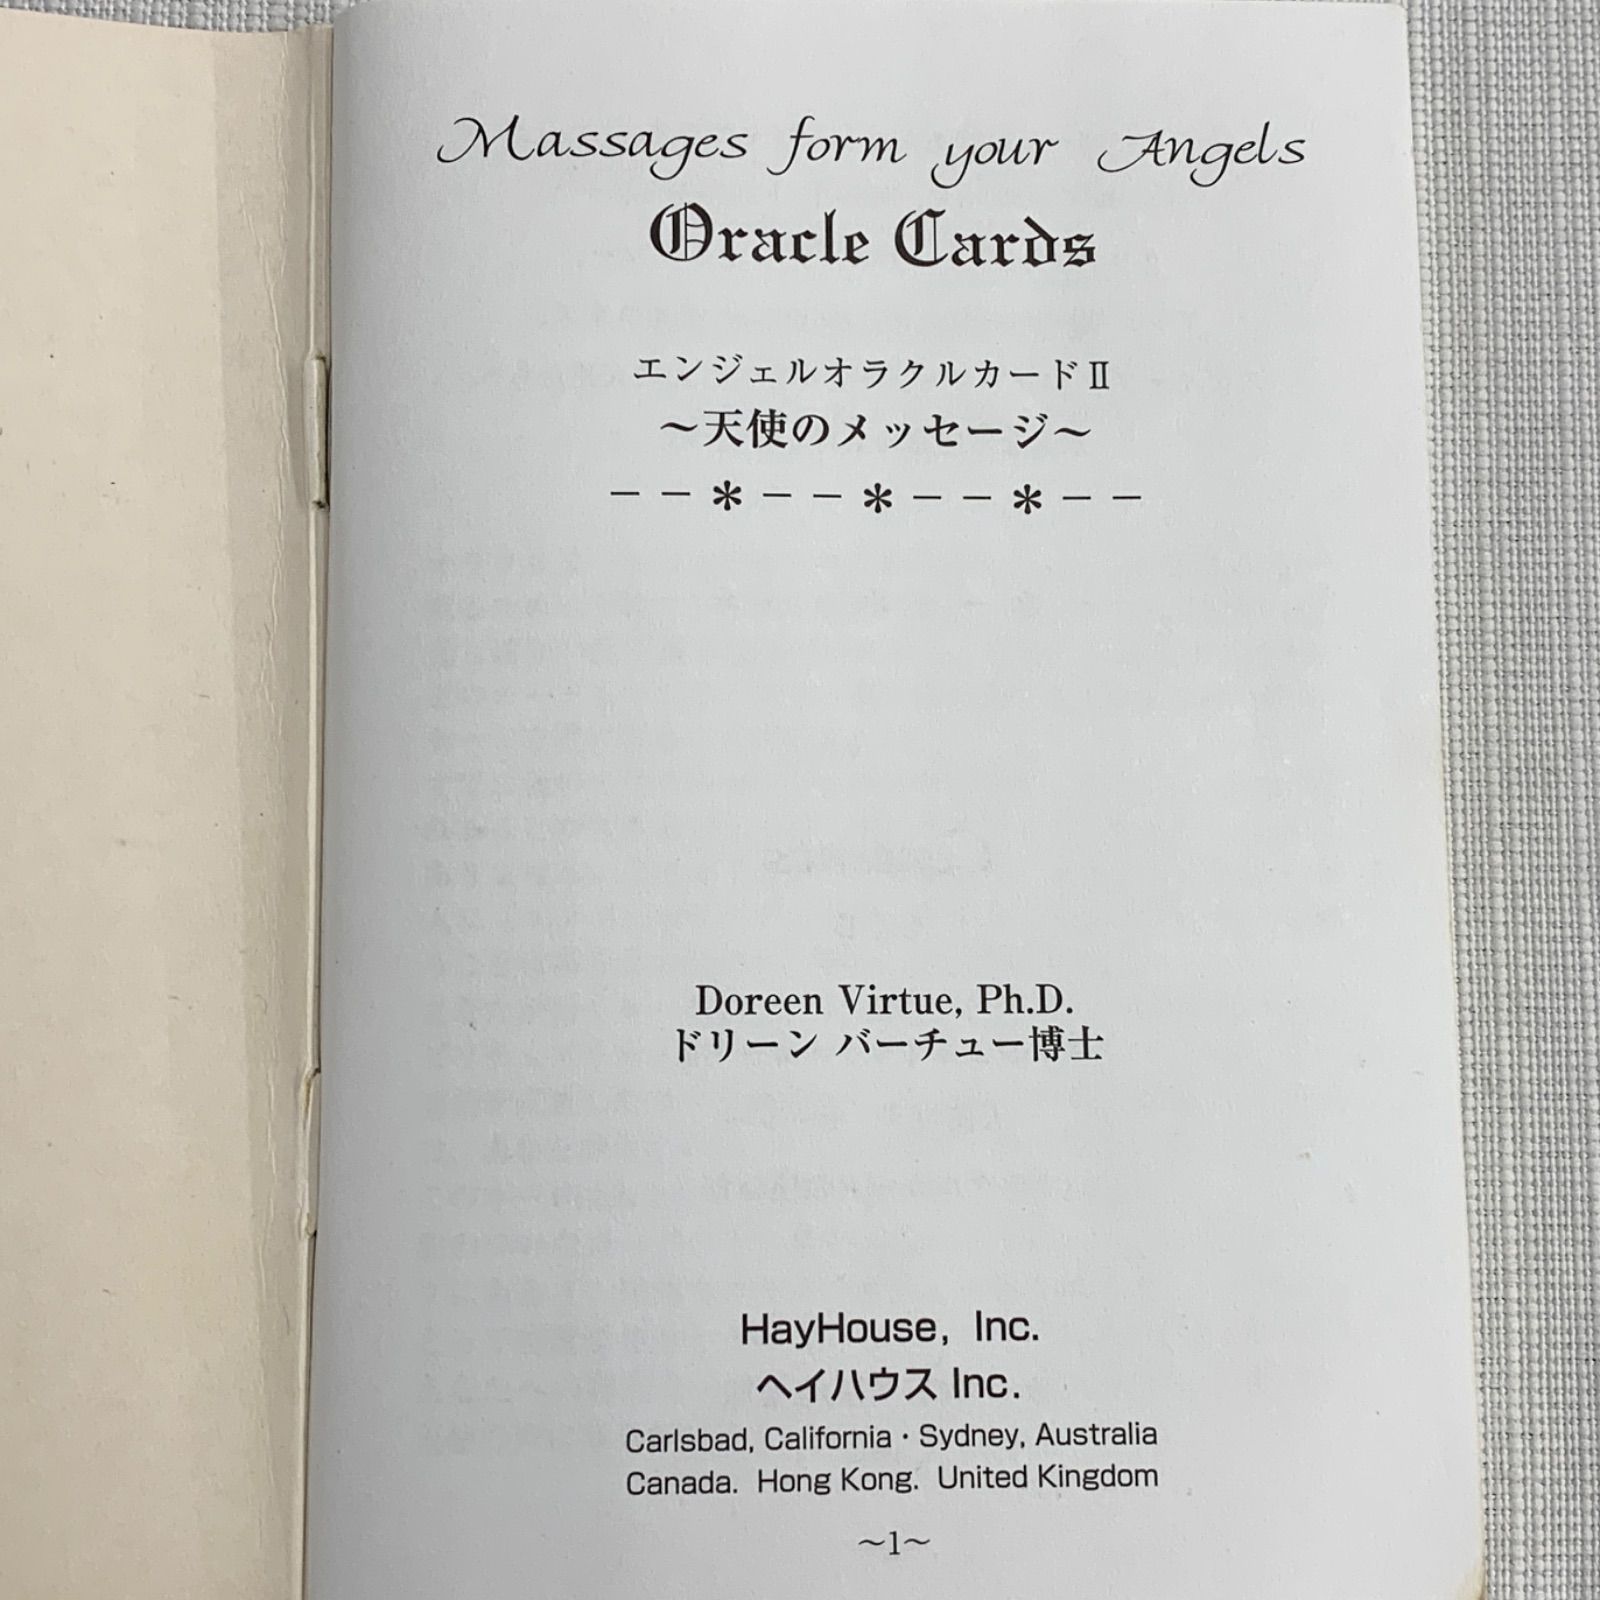 Massages form your Angels
Oracle Cards
エンジェルオラクルカードⅡ
～天使のメッセージ～
－－＊－－＊－－＊－－
Doreen Virtue, Ph.D.
ドリーン バーチュー博士
HayHouse, Inc.
ヘイハウス Inc.
Carlsbad, California・Sydney, Australia
Canada. Hong Kong. United Kingdom
～1～